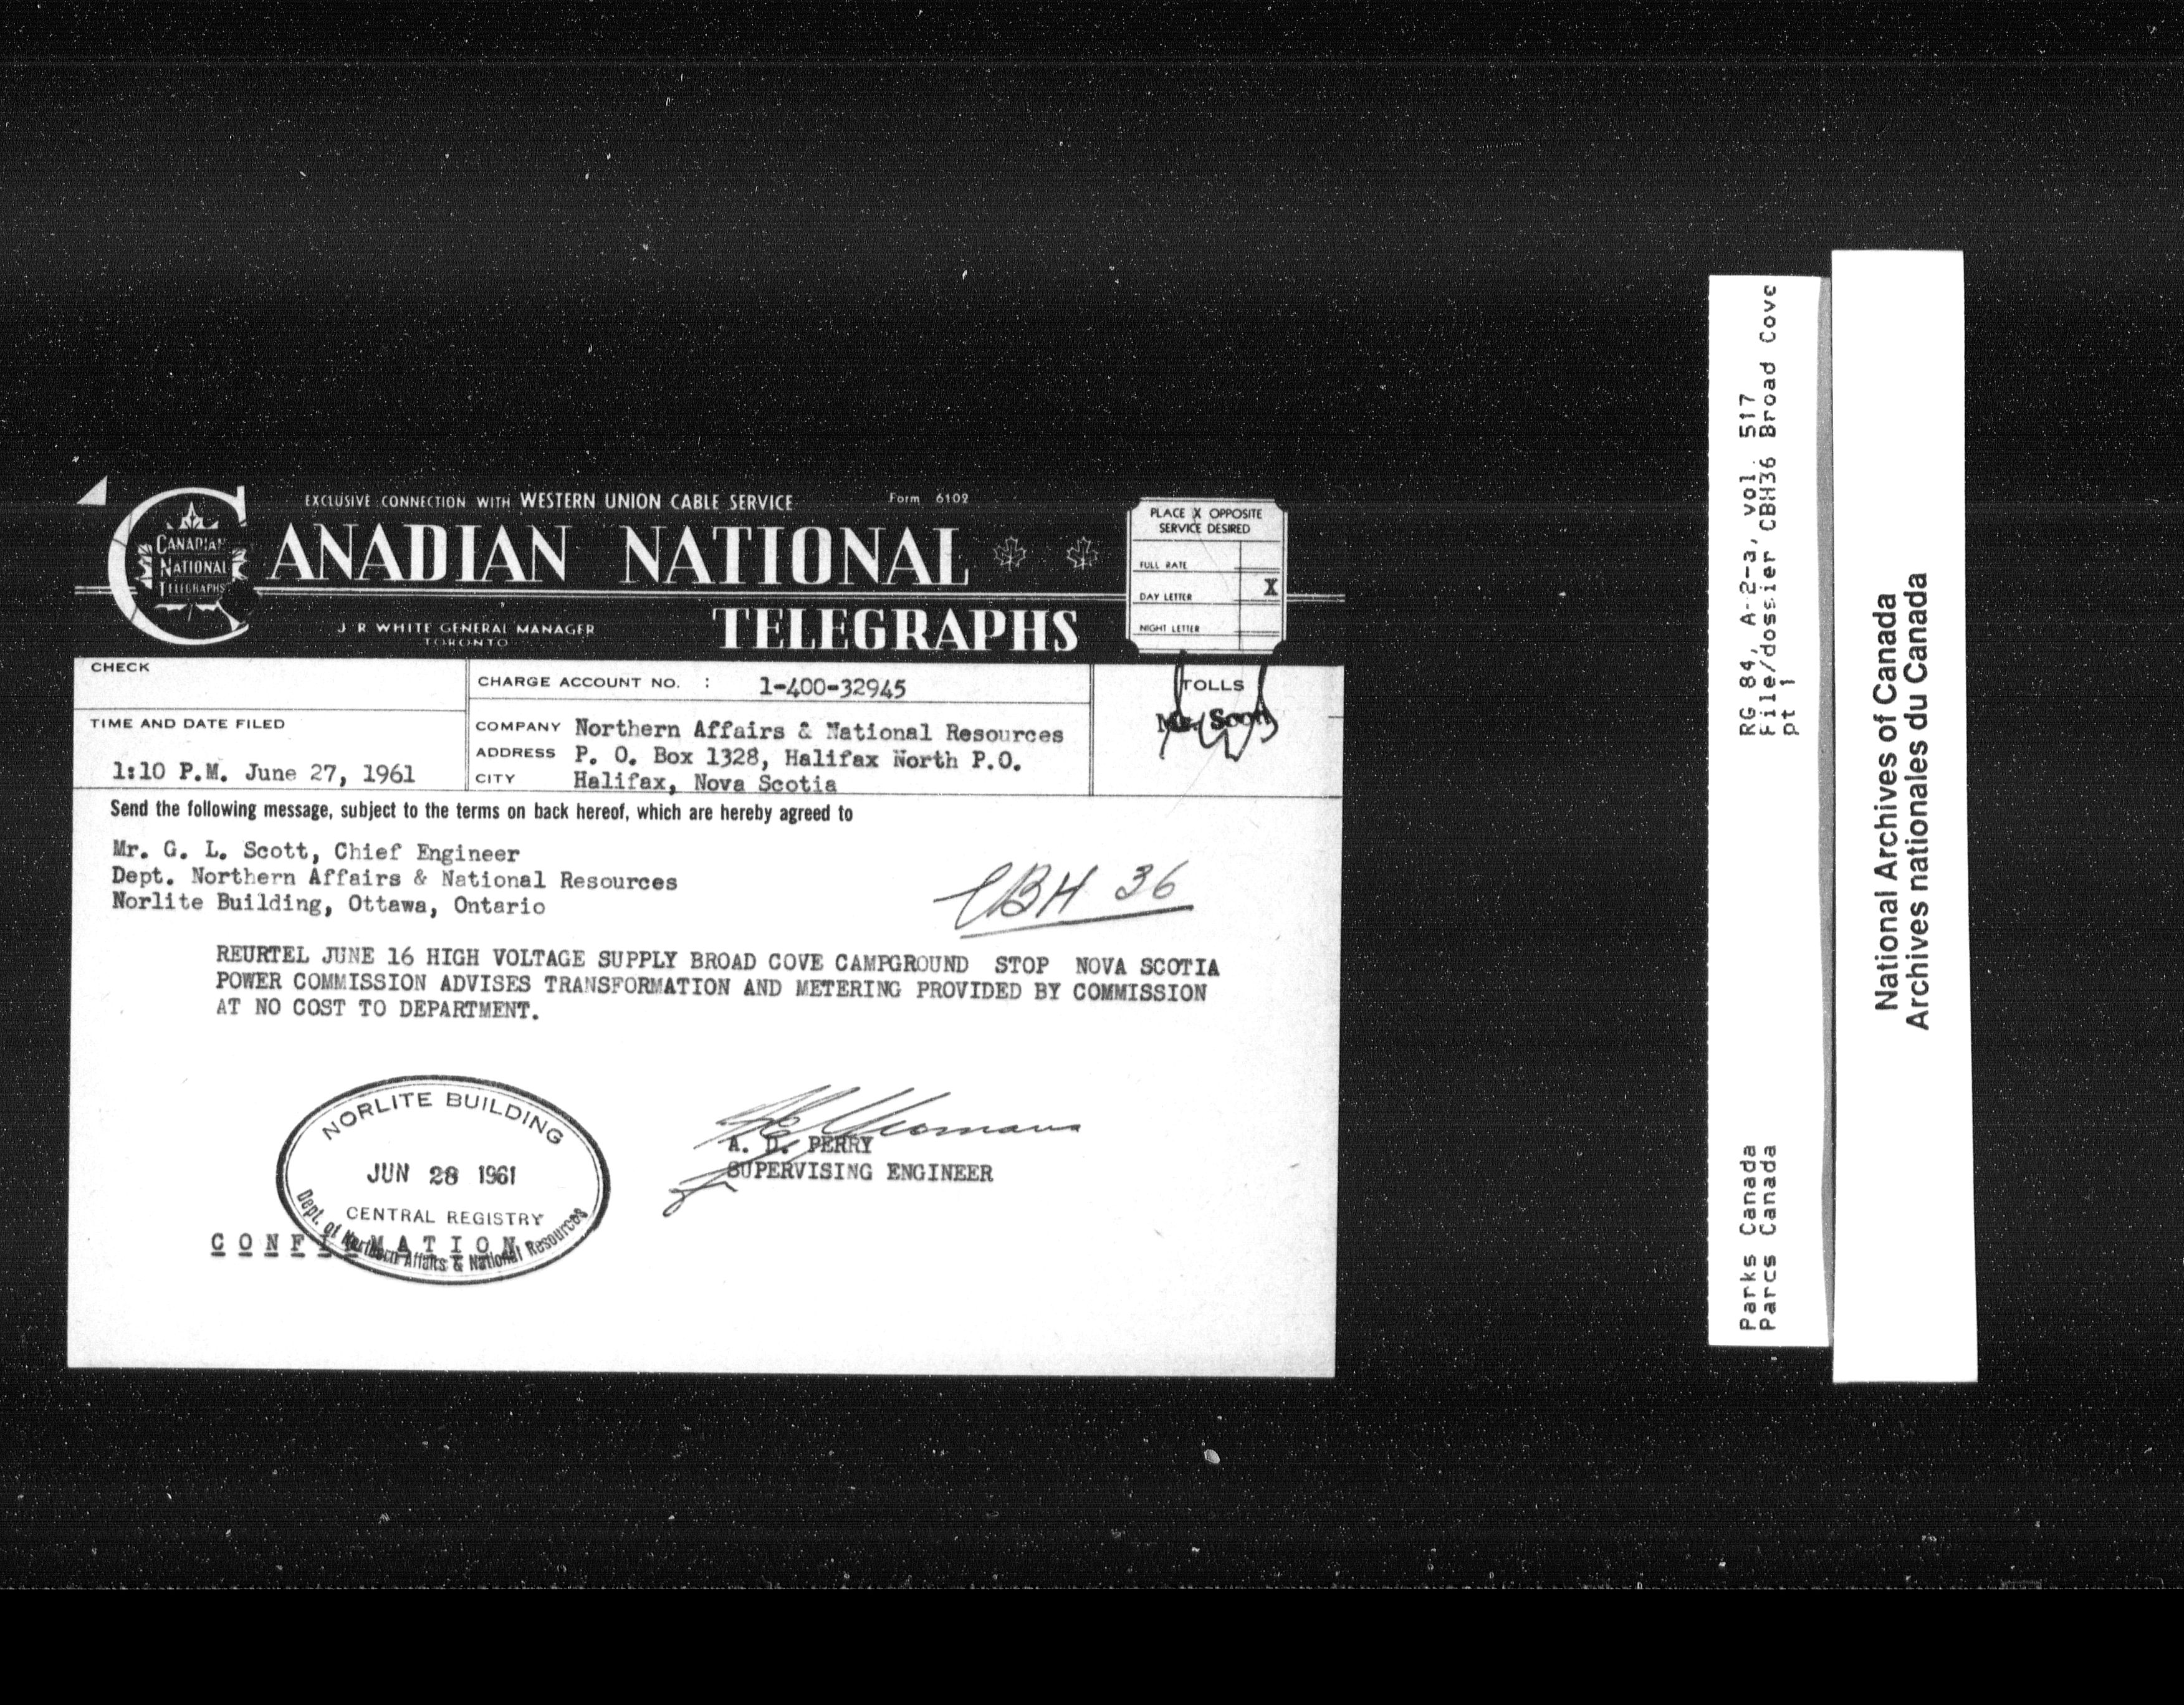 EXCLUSIVE CONNECTION WITH WESTERN UNION CABLE SERVICE
Form 6102
CANADIAN NATIONAL
TELEGRAPHS
CANADIAN
NATIONAL
TELEGRAPHS
J R WHITE GENERAL MANAGER
TORONTO
PLACE X OPPOSITE
SERVICE DESIRED
FULL RATE
DAY LETTER X
NIGHT LETTER
CHECK
CHARGE ACCOUNT NO. : 1-400-32945
TOLLS
Mr. Scott
TIME AND DATE FILED
1:10 P.M. June 27, 1961
COMPANY Northern Affairs & National Resources
ADDRESS P. O. Box 1328, Halifax North P.O.
CITY Halifax, Nova Scotia
Send the following message, subject to the terms on back hereof, which are hereby agreed to
Mr. G. L. Scott, Chief Engineer
Dept. Northern Affairs & National Resources
Norlite Building, Ottawa, Ontario
CBH 36
REURTEL JUNE 16 HIGH VOLTAGE SUPPLY BROAD COVE CAMPGROUND STOP NOVA SCOTIA
POWER COMMISSION ADVISES TRANSFORMATION AND METERING PROVIDED BY COMMISSION
AT NO COST TO DEPARTMENT.
A. D. PERRY
SUPERVISING ENGINEER
NORLITE BUILDING
JUN 28 1961
CENTRAL REGISTRY
Dept. of Northern Affairs & National Resources
CONFIRMATION
RG 84, A-2-a, vol. 517
File/dossier CBH36 Broad Cove
pt 1
Parks Canada
Parcs Canada
National Archives of Canada
Archives nationales du Canada